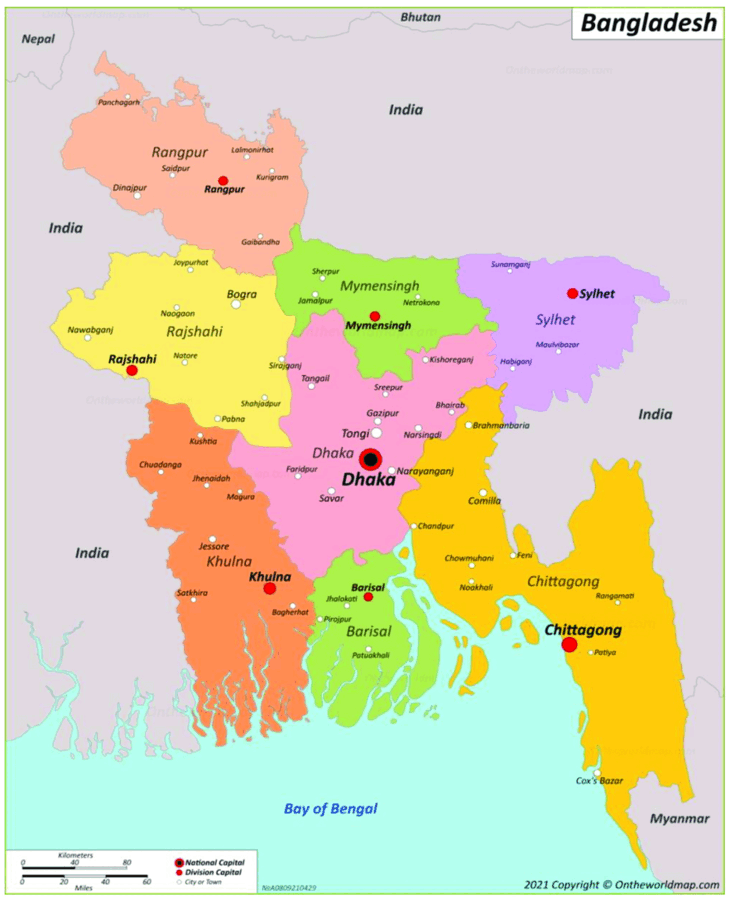 Bangladesh
Bhutan
Nepal
India
Panchagarh
Rangpur
Lalmonirhat
Saidpur
Kurigram
Rangpur
Dinajpur
India
Gaibandha
Joypurhat
Sherpur
Mymensingh
Sunamganj
Bogra
Jamalpur
Netrokona
Sylhet
Naogaon
Mymensingh
Sylhet
Nawabganj
Rajshahi
Maulvibazar
Rajshahi
Natore
Sirajganj
Kishoreganj
Habiganj
Tangail
Sreepur
Shahjadpur
Gazipur
Bhairab
India
Pabna
Tongi
Narsingdi
Brahmanbaria
Kushtia
Dhaka
Chuadanga
Faridpur
Dhaka
Narayanganj
Jhenaidah
Magura
Savar
Comilla
Chandpur
India
Jessore
Khulna
Chowmuhani
Feni
Khulna
Barisal
Noakhali
Chittagong
Satkhira
Jhalokati
Rangamati
Bagherhat
Pirojpur
Barisal
Chittagong
Patuakhali
Patiya
Cox's Bazar
Bay of Bengal
Myanmar
Kilometers
0 40 80
0 20 40 60
Miles
National Capital
Division Capital
City or Town
2021 Copyright © Ontheworldmap.com